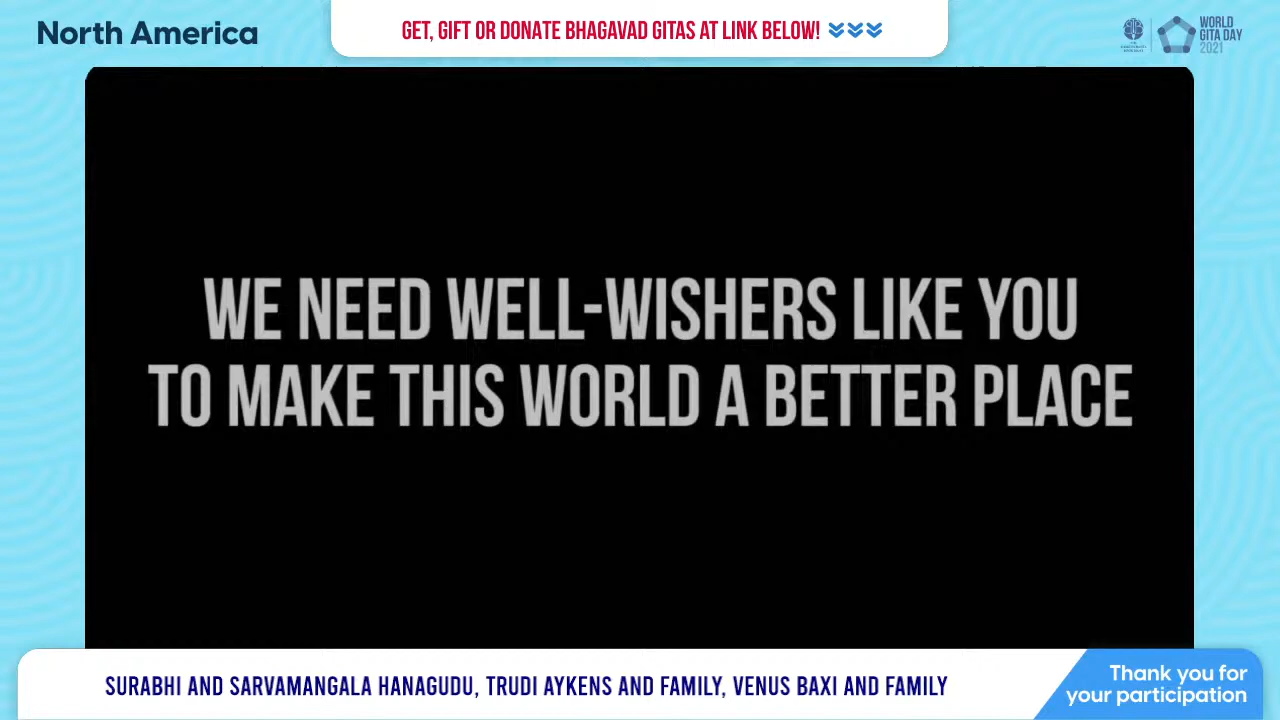 North America
GET, GIFT OR DONATE BHAGAVAD GITAS AT LINK BELOW!
WORLD
GITA DAY
2021
WE NEED WELL-WISHERS LIKE YOU
TO MAKE THIS WORLD A BETTER PLACE
SURABHI AND SARVAMANGALA HANAGUDU, TRUDI AYKENS AND FAMILY, VENUS BAXI AND FAMILY
Thank you for
your participation